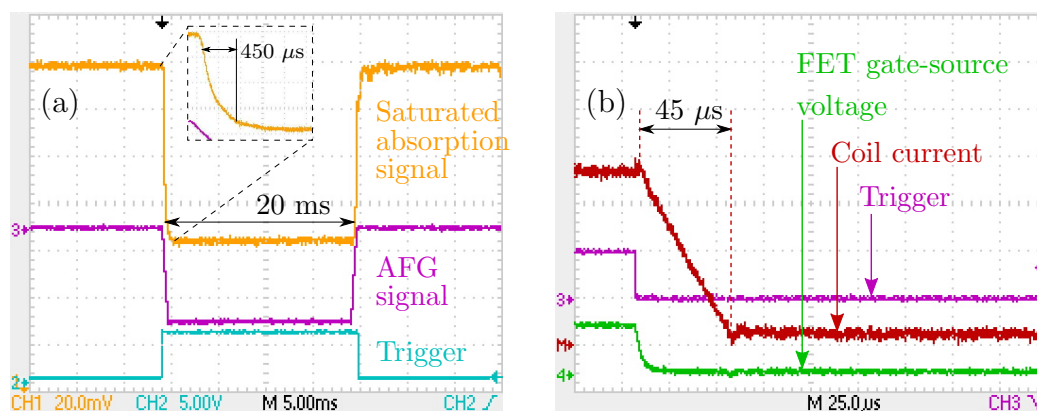 (a)
450 μs
Saturated
absorption
signal
20 ms
3
AFG
signal
Trigger
2
CH1 20.0mV CH2 5.00V M 5.00ms CH2
(b)
FET gate-source
voltage
45 μs
Coil current
Trigger
3
M
4
M 25.0μs CH3